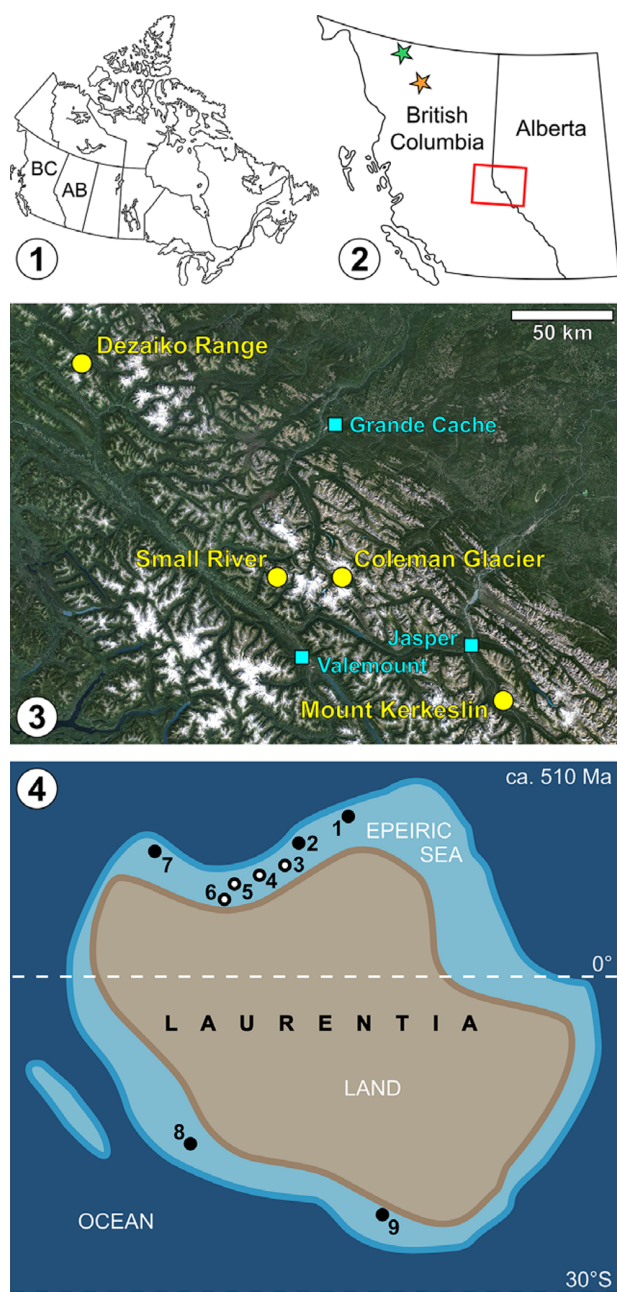 BC
AB
1
British
Columbia
Alberta
2
50 km
Dezaiko Range
Grande Cache
Small River
Coleman Glacier
Jasper
Valemount
Mount Kerkeslin
3
4
ca. 510 Ma
1
EPEIRIC
SEA
2
3
7
4
5
6
0°
LAURENTIA
LAND
8
9
OCEAN
30°S